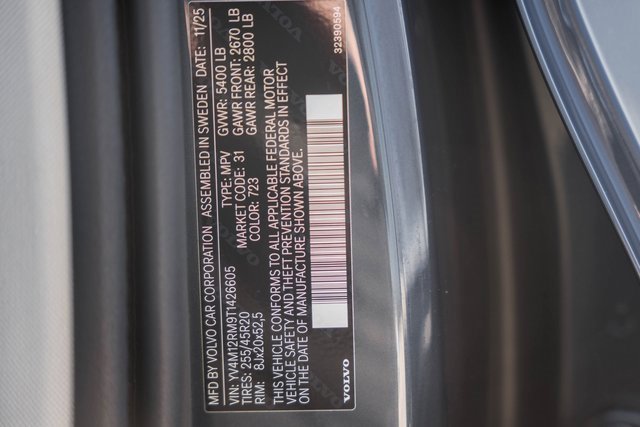 MFD BY VOLVO CAR CORPORATION ASSEMBLED IN SWEDEN DATE: 11/25
VIN: YV4M12RM9T1426605 TYPE: MPV GVWR: 5400 LB
TIRES: 255/45R20 MARKET CODE: 31 GAWR FRONT: 2670 LB
RIM: 8Jx20x52,5 COLOR: 723 GAWR REAR: 2800 LB
THIS VEHICLE CONFORMS TO ALL APPLICABLE FEDERAL MOTOR
VEHICLE SAFETY AND THEFT PREVENTION STANDARDS IN EFFECT
ON THE DATE OF MANUFACTURE SHOWN ABOVE.
VOLVO 32390594